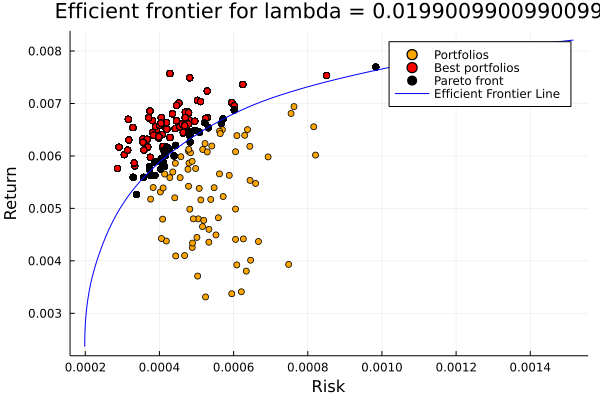 Efficient frontier for lambda = 0.0199009900990099
0.008
0.007
0.006
0.005
0.004
0.003
Return
Portfolios
Best portfolios
Pareto front
Efficient Frontier Line
0.0002 0.0004 0.0006 0.0008 0.0010 0.0012 0.0014
Risk